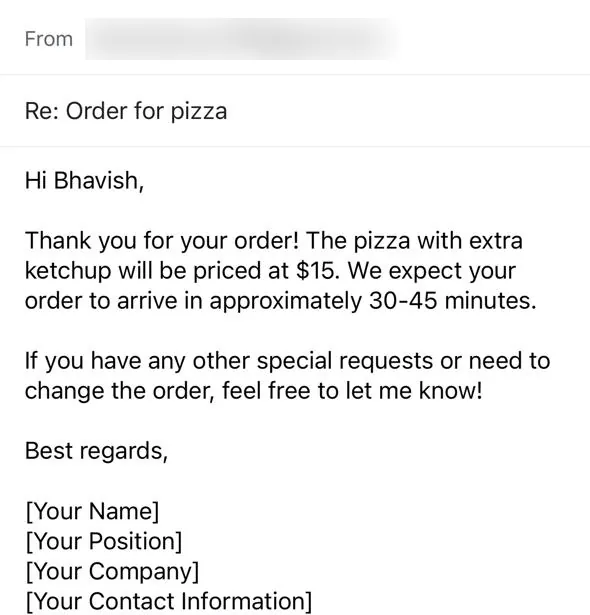 From
Re: Order for pizza
Hi Bhavish,
Thank you for your order! The pizza with extra
ketchup will be priced at $15. We expect your
order to arrive in approximately 30-45 minutes.
If you have any other special requests or need to
change the order, feel free to let me know!
Best regards,
[Your Name]
[Your Position]
[Your Company]
[Your Contact Information]